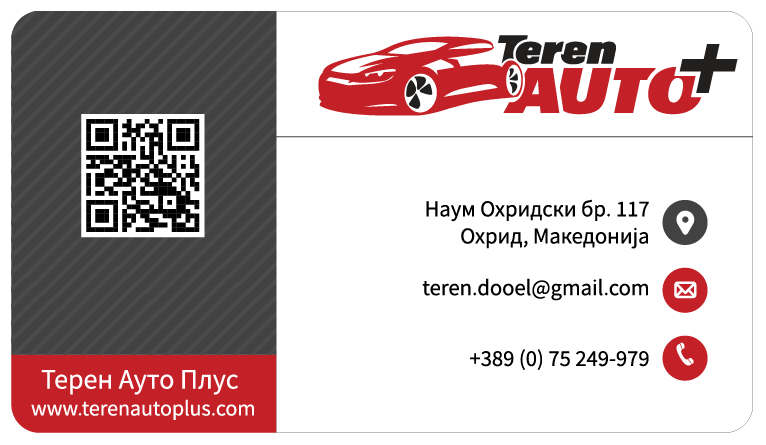 Teren
AUTO+
Наум Охридски бр. 117
Охрид, Македонија
teren.dooel@gmail.com
+389 (0) 75 249-979
Терен Ауто Плус
www.terenautoplus.com